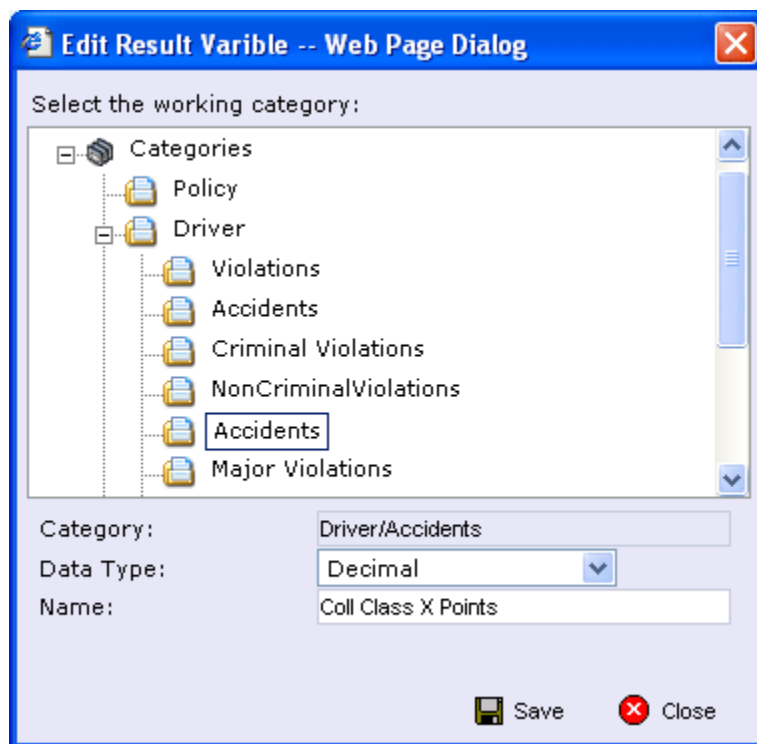 Edit Result Varible -- Web Page Dialog
Select the working category:
Categories
Policy
Driver
Violations
Accidents
Criminal Violations
NonCriminalViolations
Accidents
Major Violations
Category: Driver/Accidents
Data Type: Decimal
Name: Coll Class X Points
Save Close